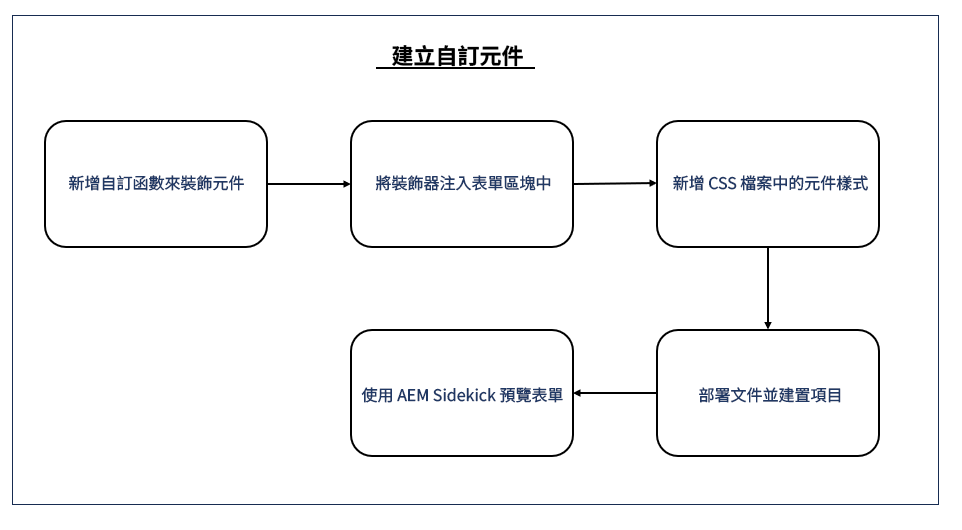 建立自訂元件
新增自訂函數來裝飾元件
將裝飾器注入表單區塊中
新增 CSS 檔案中的元件樣式
部署文件並建置項目
使用 AEM Sidekick 預覽表單